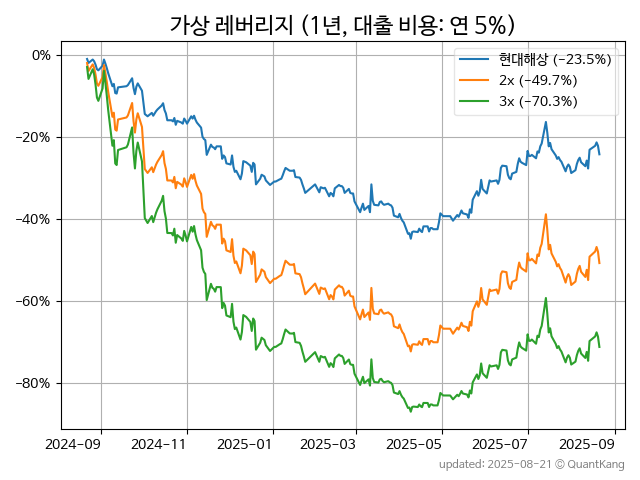 가상 레버리지 (1년, 대출 비용: 연 5%)
현대해상 (−23.5%)
2x (−49.7%)
3x (−70.3%)
0%
−20%
−40%
−60%
−80%
2024-09 2024-11 2025-01 2025-03 2025-05 2025-07 2025-09
updated: 2025-08-21 © QuantKang